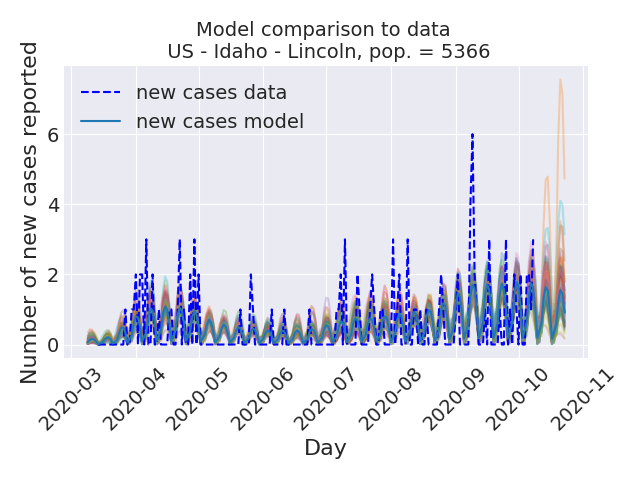 Model comparison to data
US - Idaho - Lincoln, pop. = 5366
Number of new cases reported
new cases data
new cases model
6
4
2
0
2020-03
2020-04
2020-05
2020-06
2020-07
2020-08
2020-09
2020-10
2020-11
Day